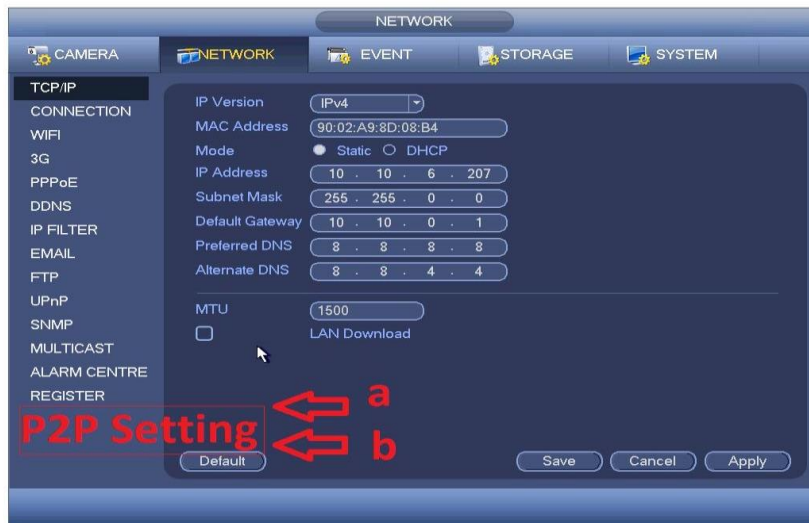 NETWORK
CAMERA NETWORK EVENT STORAGE SYSTEM
TCP/IP
CONNECTION
WIFI
3G
PPPoE
DDNS
IP FILTER
EMAIL
FTP
UPnP
SNMP
MULTICAST
ALARM CENTRE
REGISTER
P2P Setting
IP Version IPv4
MAC Address 90:02:A9:8D:08:B4
Mode Static DHCP
IP Address 10 . 10 . 6 . 207
Subnet Mask 255 . 255 . 0 . 0
Default Gateway 10 . 10 . 0 . 1
Preferred DNS 8 . 8 . 8 . 8
Alternate DNS 8 . 8 . 4 . 4
MTU 1500
LAN Download
a
b
Default Save Cancel Apply